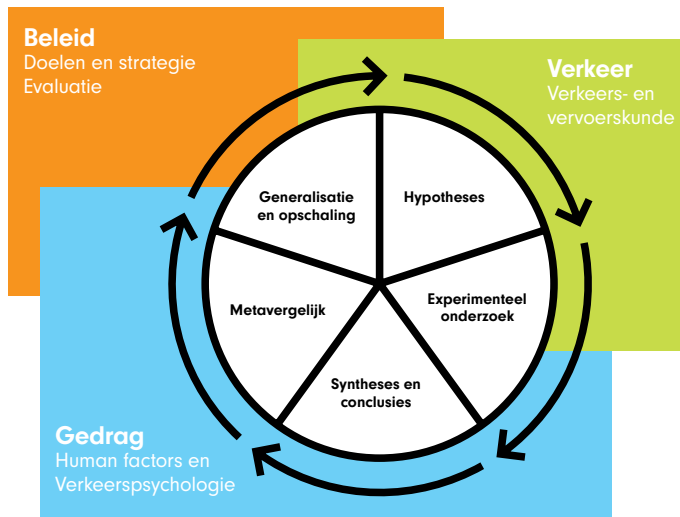 Beleid
Doelen en strategie
Evaluatie
Verkeer
Verkeers- en
vervoerskunde
Generalisatie
en opschaling
Hypotheses
Metavergelijk
Experimenteel
onderzoek
Syntheses en
conclusies
Gedrag
Human factors en
Verkeerspsychologie